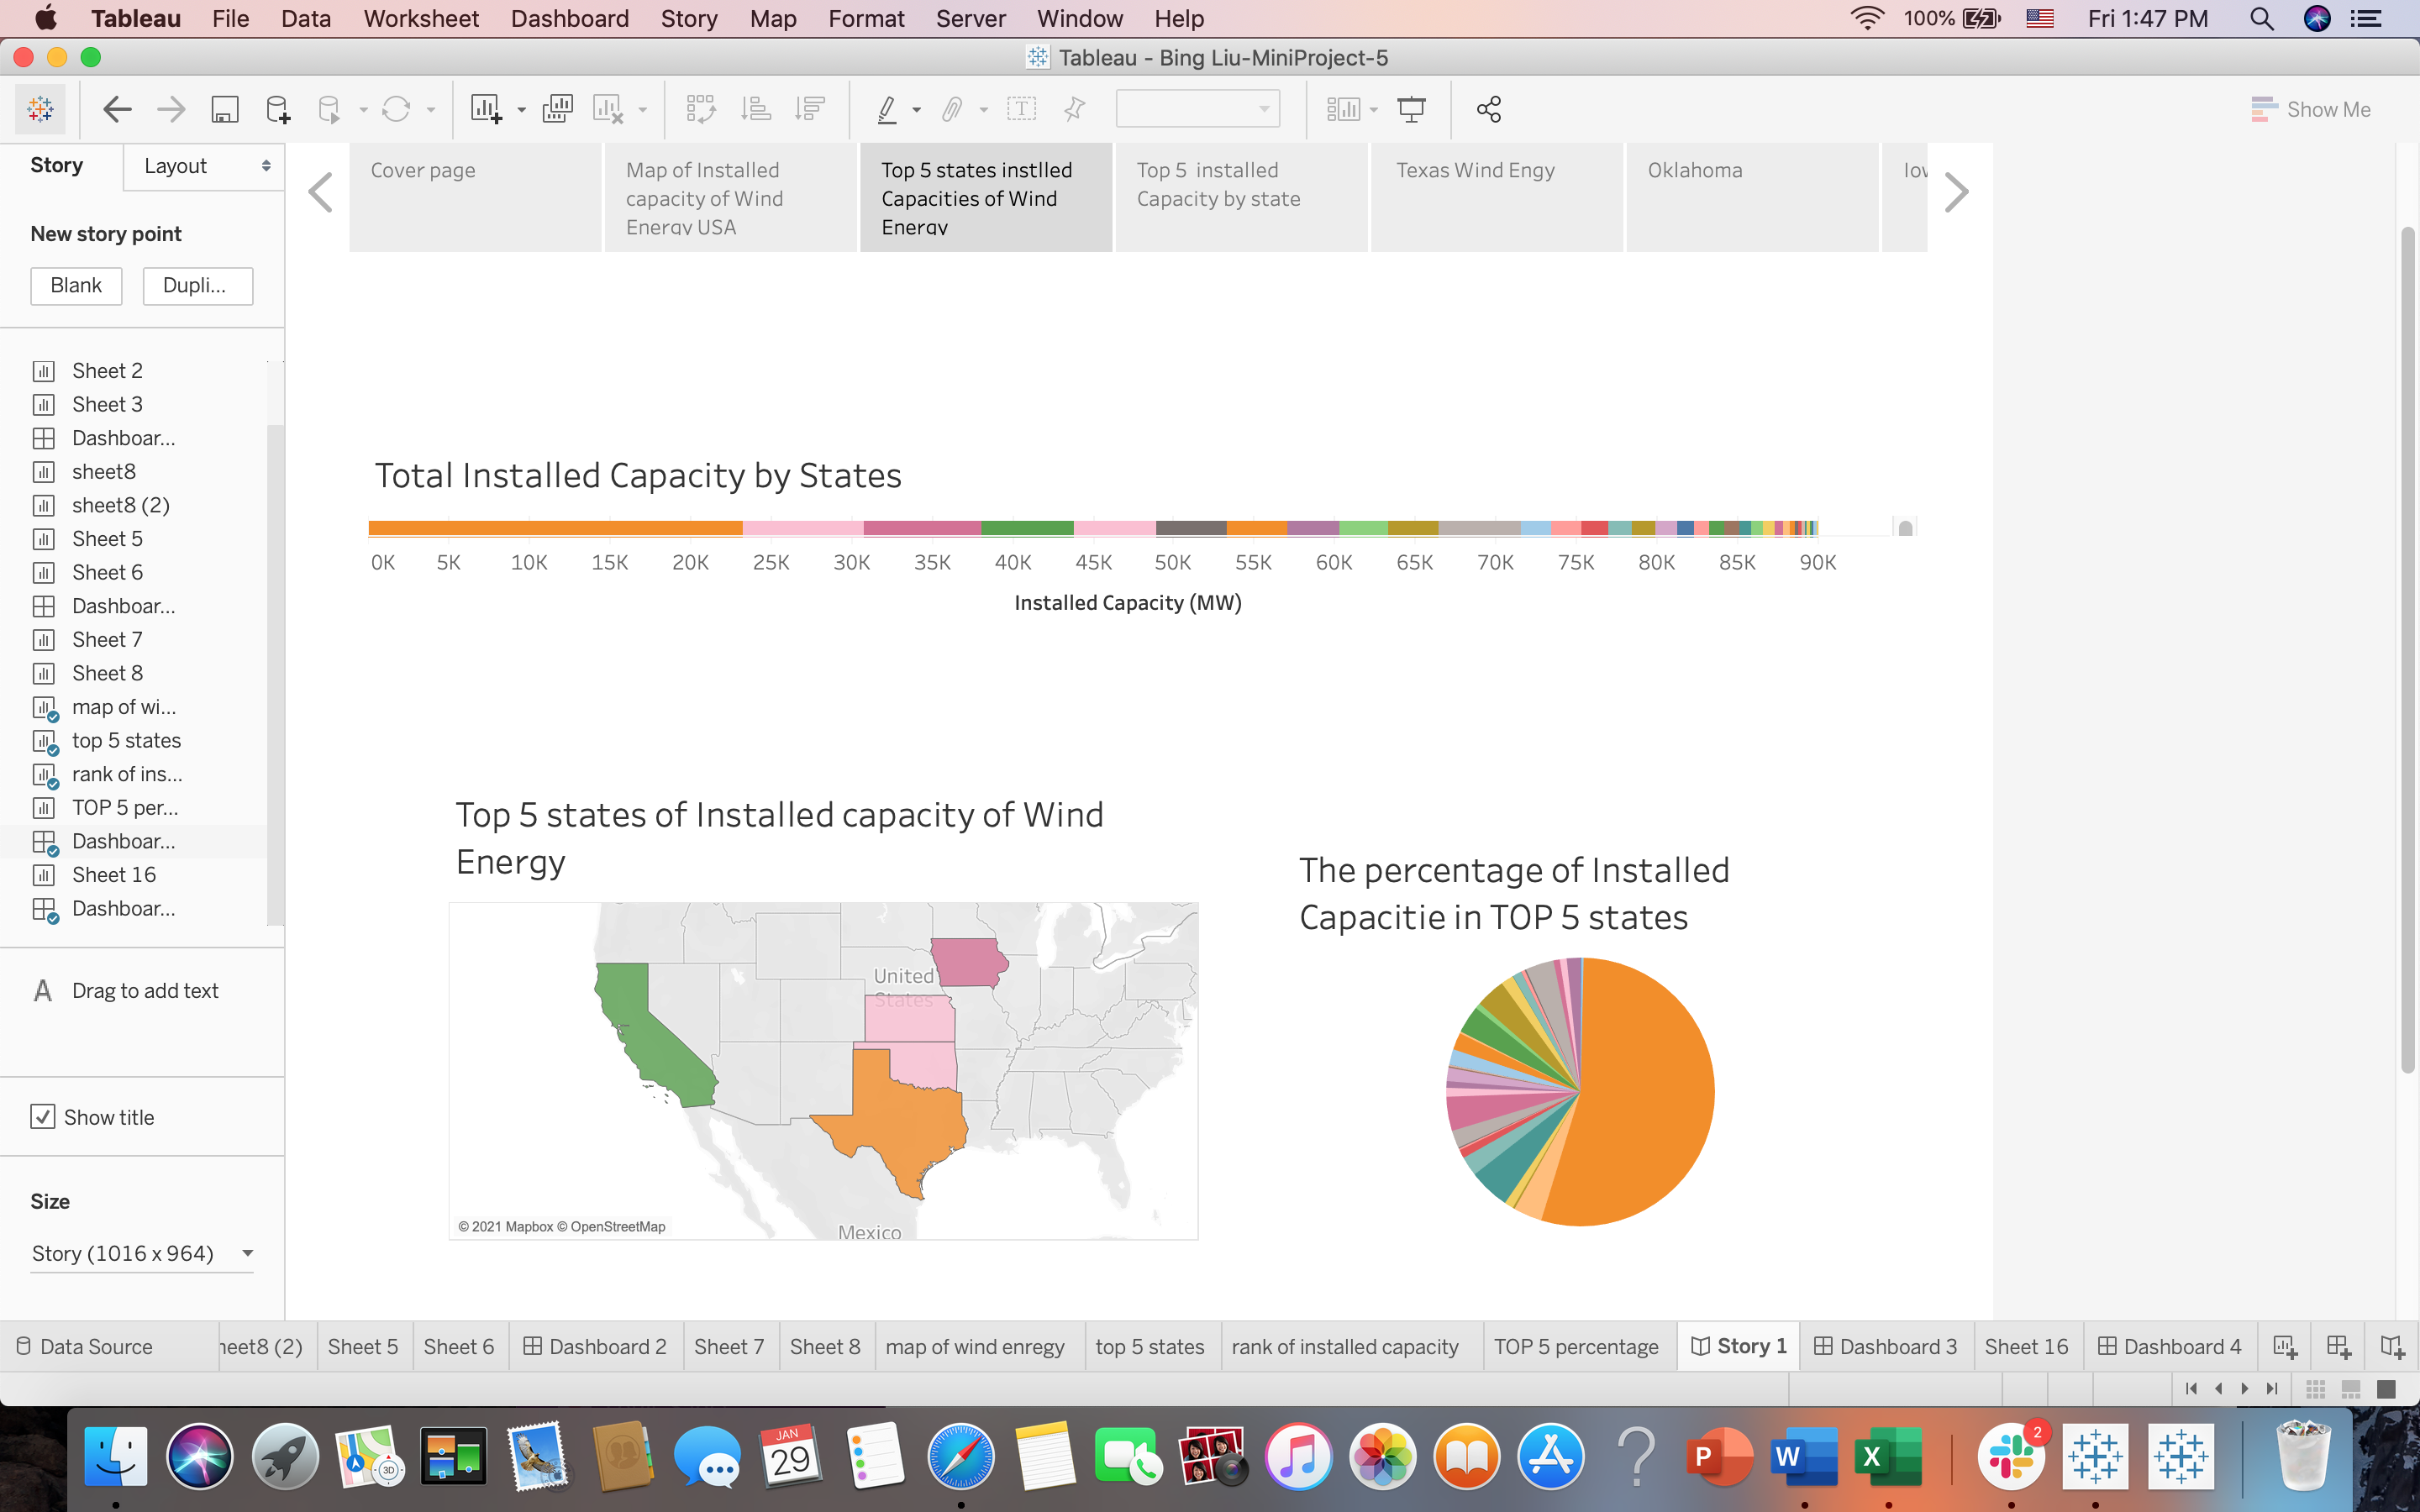 Tableau File Data Worksheet Dashboard Story Map Format Server Window Help 100% Fri 1:47 PM
Tableau - Bing Liu-MiniProject-5
T
Show Me
Story Layout
New story point
Blank Dupli...
Sheet 2
Sheet 3
Dashboar...
sheet8
sheet8 (2)
Sheet 5
Sheet 6
Dashboar...
Sheet 7
Sheet 8
map of wi...
top 5 states
rank of ins...
TOP 5 per...
Dashboar...
Sheet 16
Dashboar...
A Drag to add text
Show title
Size
Story (1016 x 964)
Cover page
Map of Installed
capacity of Wind
Energy USA
Top 5 states instlled
Capacities of Wind
Energy
Top 5 installed
Capacity by state
Texas Wind Engy
Oklahoma
Iow
Total Installed Capacity by States
0K 5K 10K 15K 20K 25K 30K 35K 40K 45K 50K 55K 60K 65K 70K 75K 80K 85K 90K
Installed Capacity (MW)
Top 5 states of Installed capacity of Wind
Energy
United
States
Mexico
© 2021 Mapbox © OpenStreetMap
The percentage of Installed
Capacitie in TOP 5 states
Data Source heet8 (2) Sheet 5 Sheet 6 Dashboard 2 Sheet 7 Sheet 8 map of wind enregy top 5 states rank of installed capacity TOP 5 percentage Story 1 Dashboard 3 Sheet 16 Dashboard 4
3D
JAN
29
P
W
X
2